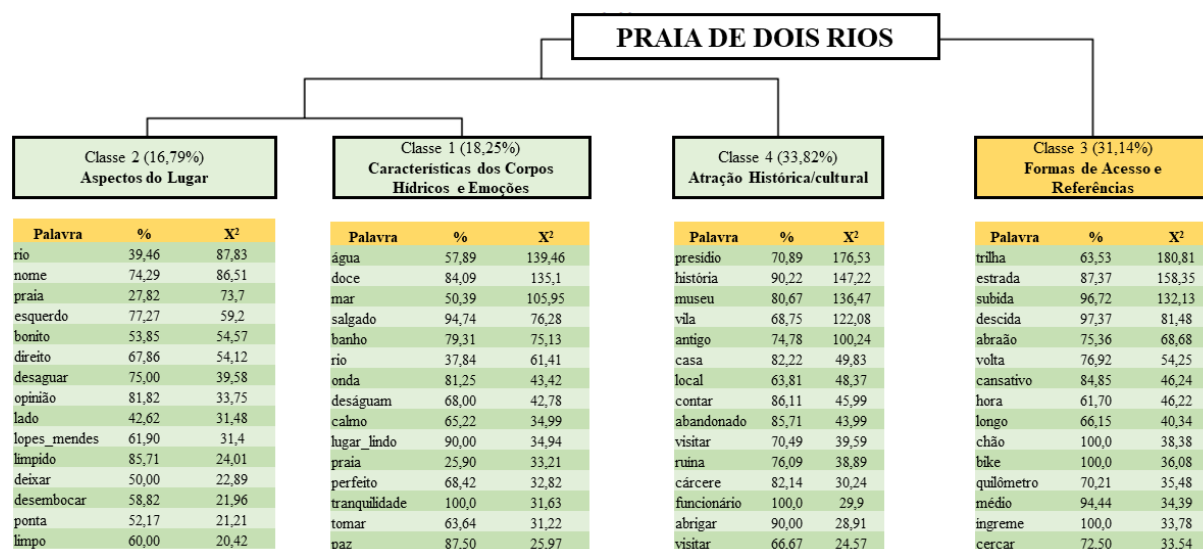 PRAIA DE DOIS RIOS
Classe 2 (16,79%)
Aspectos do Lugar
Palavra % X²
rio 39,46 87,83
nome 74,29 86,51
praia 27,82 73,7
esquerdo 77,27 59,2
bonito 53,85 54,57
direito 67,86 54,12
desaguar 75,00 39,58
opinião 81,82 33,75
lado 42,62 31,48
lopes_mendes 61,90 31,4
limpido 85,71 24,01
deixar 50,00 22,89
desembocar 58,82 21,96
ponta 52,17 21,21
limpo 60,00 20,42
Classe 1 (18,25%)
Características dos Corpos
Hídricos e Emoções
Palavra % X²
água 57,89 139,46
doce 84,09 135,1
mar 50,39 105,95
salgado 94,74 76,28
banho 79,31 75,13
rio 37,84 61,41
onda 81,25 43,42
deságuam 68,00 42,78
calmo 65,22 34,99
lugar_lindo 90,00 34,94
praia 25,90 33,21
perfeito 68,42 32,82
tranquilidade 100,0 31,63
tomar 63,64 31,22
paz 87,50 25,97
Classe 4 (33,82%)
Atração Histórica/cultural
Palavra % X²
presidio 70,89 176,53
história 90,22 147,22
museu 80,67 136,47
vila 68,75 122,08
antigo 74,78 100,24
casa 82,22 49,83
local 63,81 48,37
contar 86,11 45,99
abandonado 85,71 43,99
visitar 70,49 39,59
ruina 76,09 38,89
cárcere 82,14 30,24
funcionário 100,0 29,9
abrigar 90,00 28,91
visitar 66,67 24,57
Classe 3 (31,14%)
Formas de Acesso e
Referências
Palavra % X²
trilha 63,53 180,81
estrada 87,37 158,35
subida 96,72 132,13
descida 97,37 81,48
abraão 75,36 68,68
volta 76,92 54,25
cansativo 84,85 46,24
hora 61,70 46,22
longo 66,15 40,34
chão 100,0 38,38
bike 100,0 36,08
quilômetro 70,21 35,48
médio 94,44 34,39
ingreme 100,0 33,78
cercar 72,50 33,54